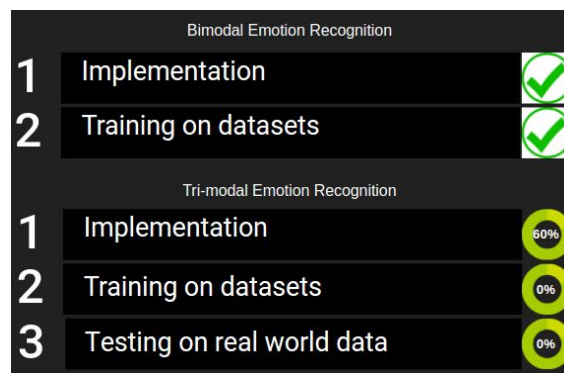 Bimodal Emotion Recognition
1 Implementation
2 Training on datasets
Tri-modal Emotion Recognition
1 Implementation 60%
2 Training on datasets 0%
3 Testing on real world data 0%